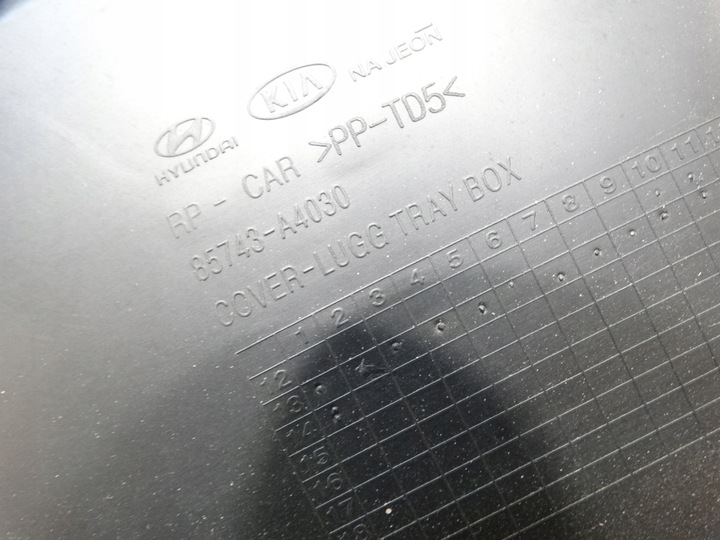 HYUNDAI KIA NA JEON
RP - CAR >PP-TD5<
85743-A4030
COVER-LUGG TRAY BOX
1 2 3 4 5 6 7 8 9 10 11
12
13
14
15
16
17
18